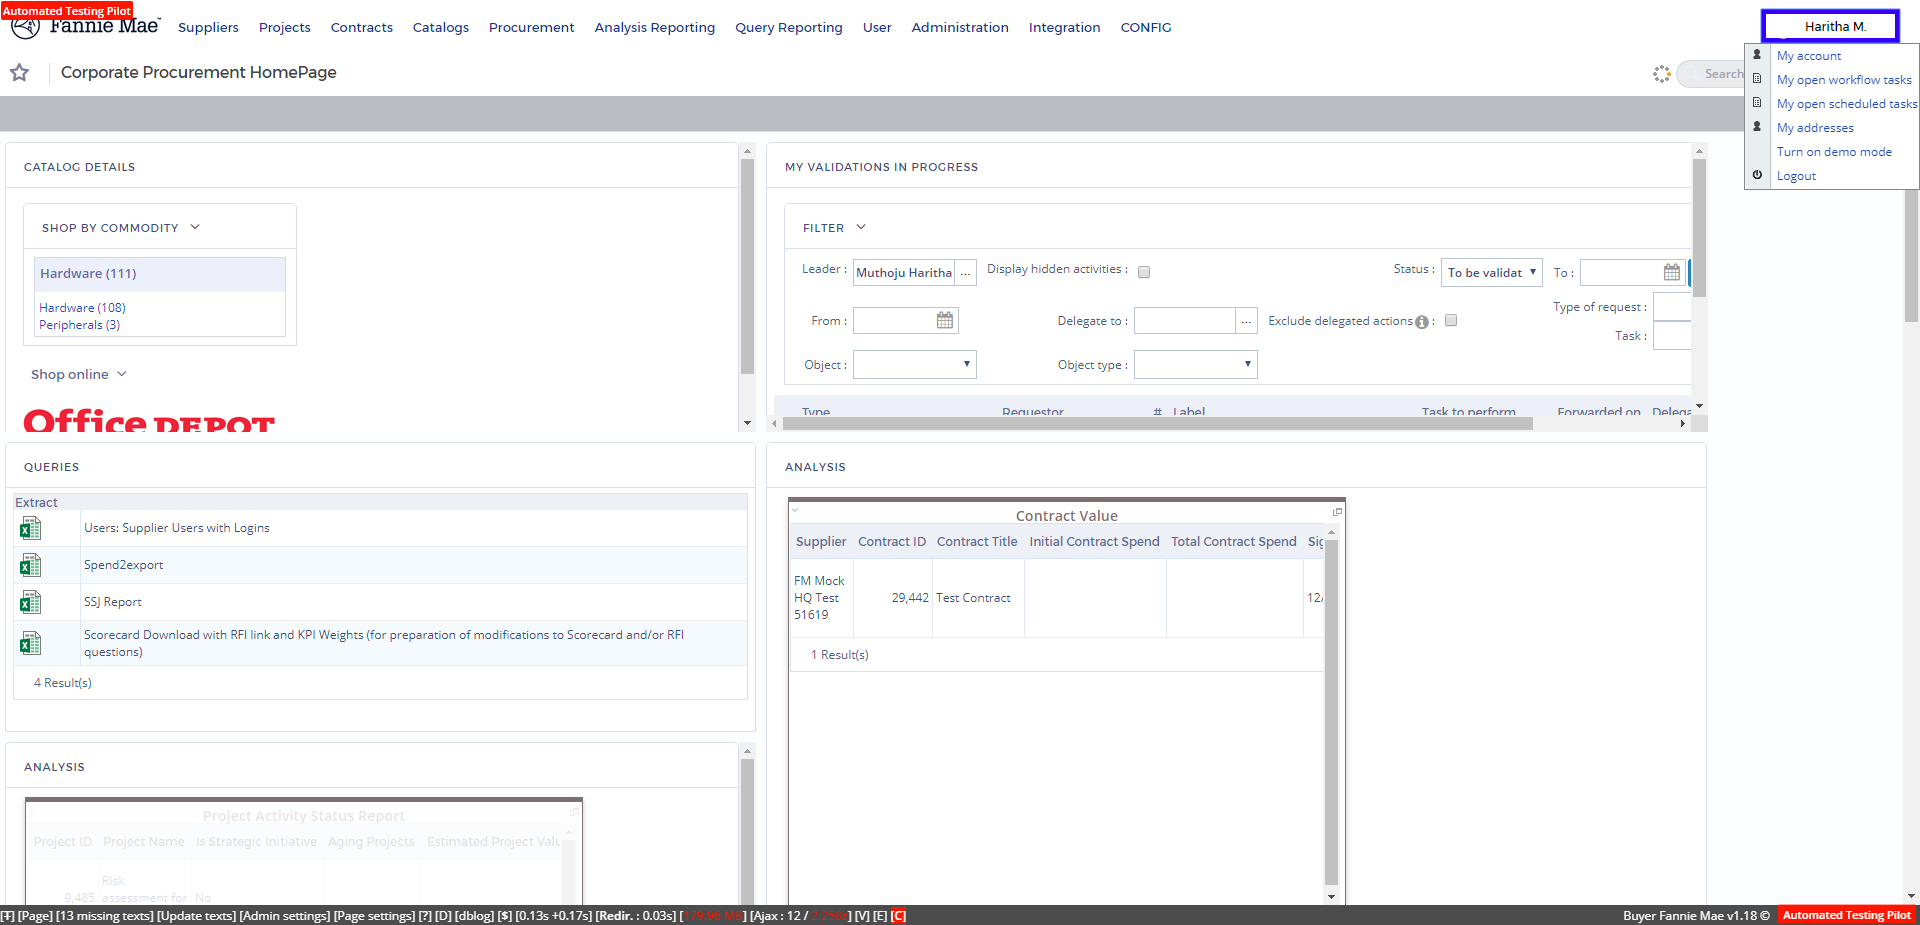 Automated Testing Pilot
Fannie Mae
Suppliers Projects Contracts Catalogs Procurement Analysis Reporting Query Reporting User Administration Integration CONFIG
Haritha M.
My account
My open workflow tasks
My open scheduled tasks
My addresses
Turn on demo mode
Logout
Corporate Procurement HomePage
Search
CATALOG DETAILS
SHOP BY COMMODITY
Hardware (111)
Hardware (108)
Peripherals (3)
Shop online
Office DEPOT
MY VALIDATIONS IN PROGRESS
FILTER
Leader : Muthoju Haritha ... Display hidden activities : Status : To be validat To :
From : Delegate to : ... Exclude delegated actions : Type of request :
Task :
Object : Object type :
Type Requestor # Label Task to perform Forwarded on Delega
QUERIES
Extract
Users: Supplier Users with Logins
Spend2export
SSJ Report
Scorecard Download with RFI link and KPI Weights (for preparation of modifications to Scorecard and/or RFI
questions)
4 Result(s)
ANALYSIS
Contract Value
Supplier Contract ID Contract Title Initial Contract Spend Total Contract Spend Sig
FM Mock
HQ Test
51619
29,442 Test Contract 12/
1 Result(s)
ANALYSIS
Project Activity Status Report
Project ID Project Name Is Strategic Initiative Aging Projects Estimated Project Valu
Risk
9,485 assessment for No
[T] [Page] [13 missing texts] [Update texts] [Admin settings] [Page settings] [?] [D] [dblog] [$] [0.13s +0.17s] [Redir. : 0.03s] [179.96 MB] [Ajax : 12 / 2.258s] [V] [E] [C]
Buyer Fannie Mae v1.18 © Automated Testing Pilot